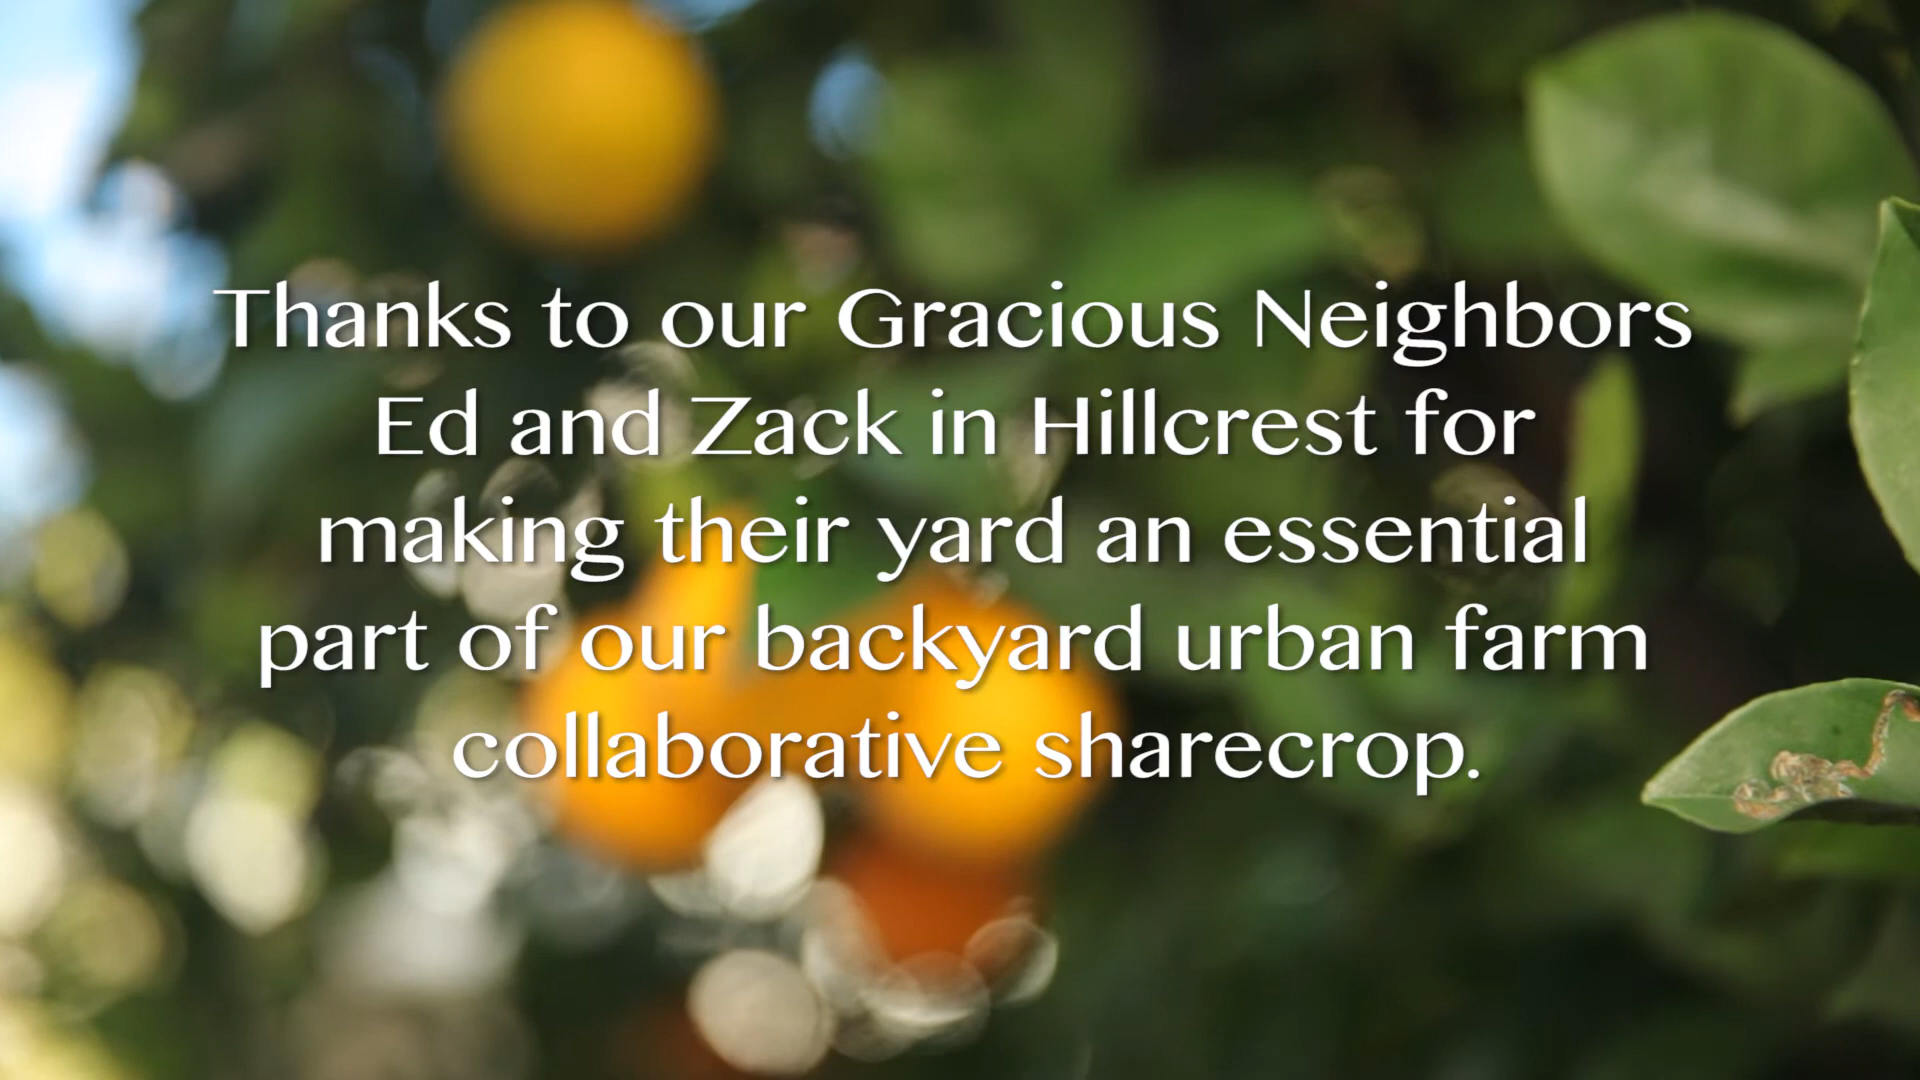 Thanks to our Gracious Neighbors
Ed and Zack in Hillcrest for
making their yard an essential
part of our backyard urban farm
collaborative sharecrop.